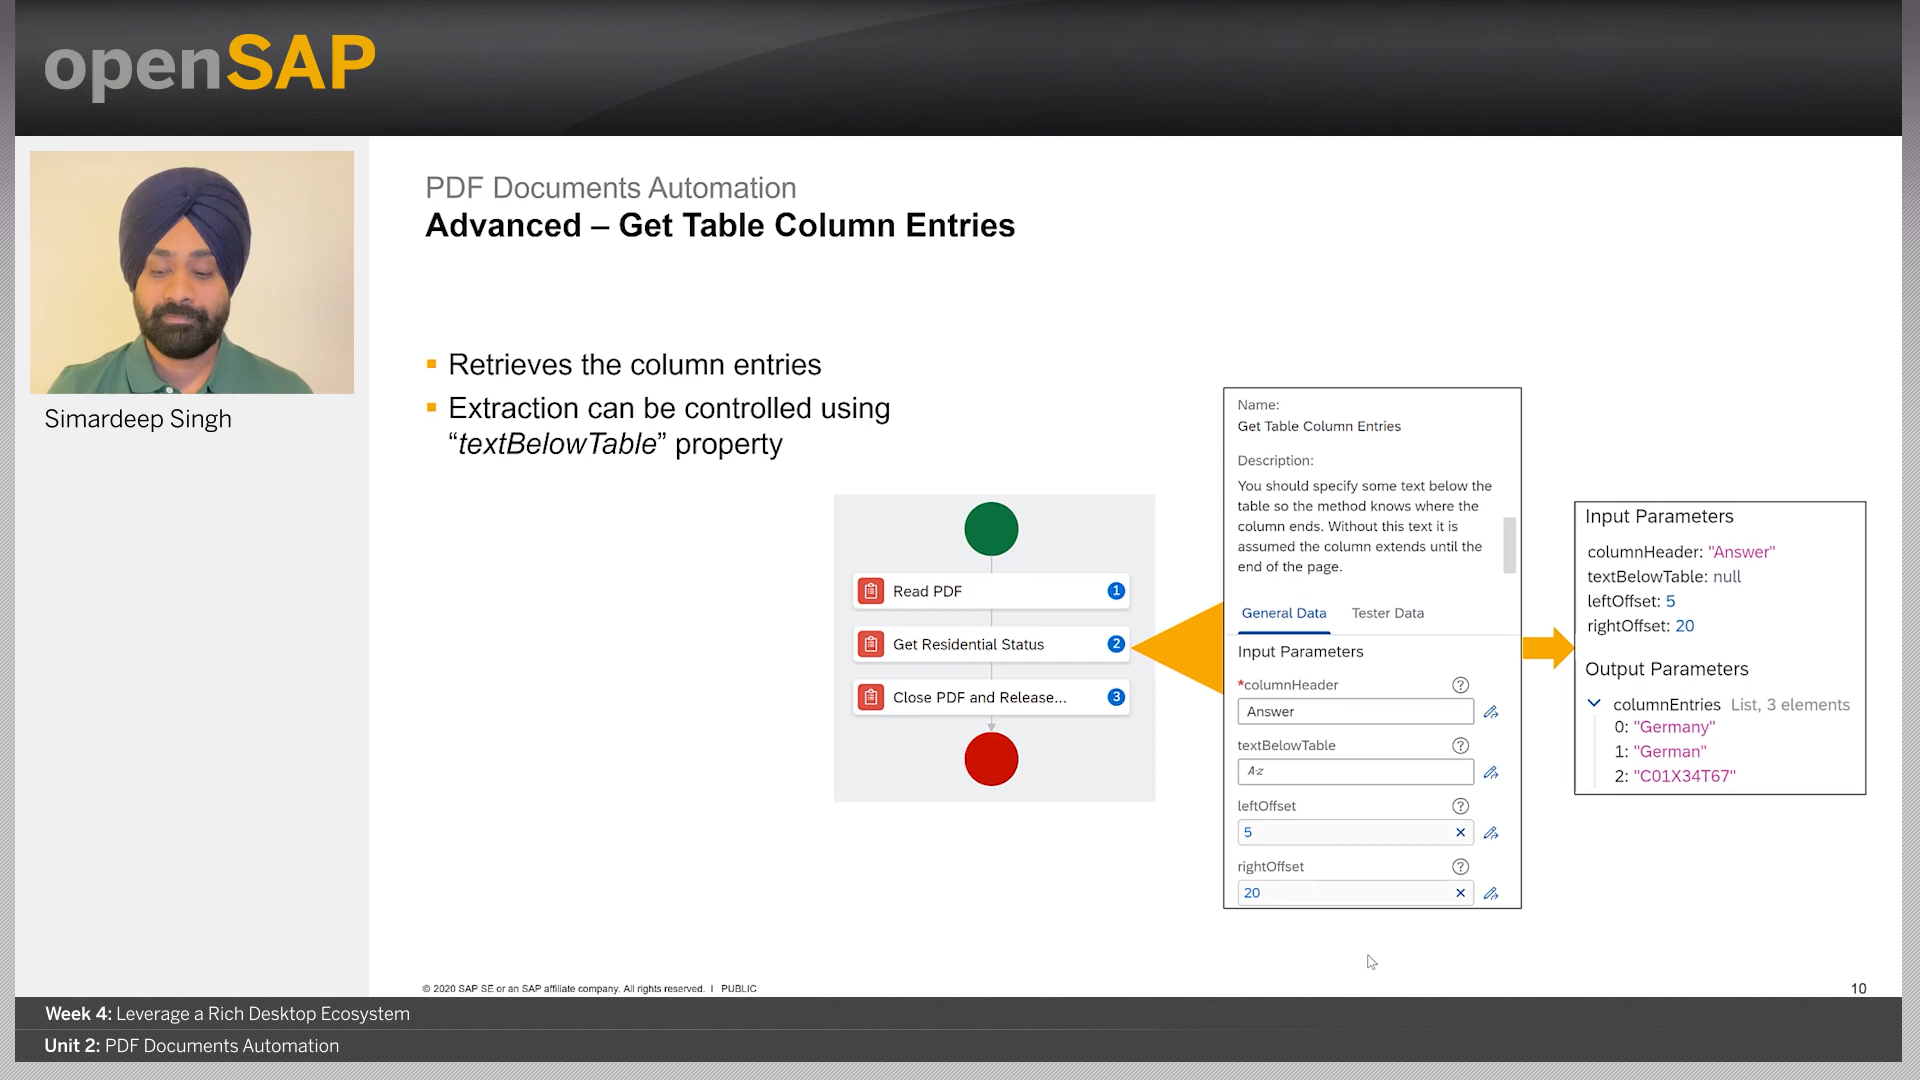 openSAP
Simardeep Singh
PDF Documents Automation
Advanced – Get Table Column Entries
Retrieves the column entries
Extraction can be controlled using
“textBelowTable” property
Read PDF 1
Get Residential Status 2
Close PDF and Release... 3
Name:
Get Table Column Entries
Description:
You should specify some text below the
table so the method knows where the
column ends. Without this text it is
assumed the column extends until the
end of the page.
General Data Tester Data
Input Parameters
*columnHeader ?
Answer
textBelowTable ?
A-z
leftOffset ?
5
rightOffset ?
20
Input Parameters
columnHeader: "Answer"
textBelowTable: null
leftOffset: 5
rightOffset: 20
Output Parameters
columnEntries List, 3 elements
0: "Germany"
1: "German"
2: "C01X34T67"
© 2020 SAP SE or an SAP affiliate company. All rights reserved. I PUBLIC
10
Week 4: Leverage a Rich Desktop Ecosystem
Unit 2: PDF Documents Automation